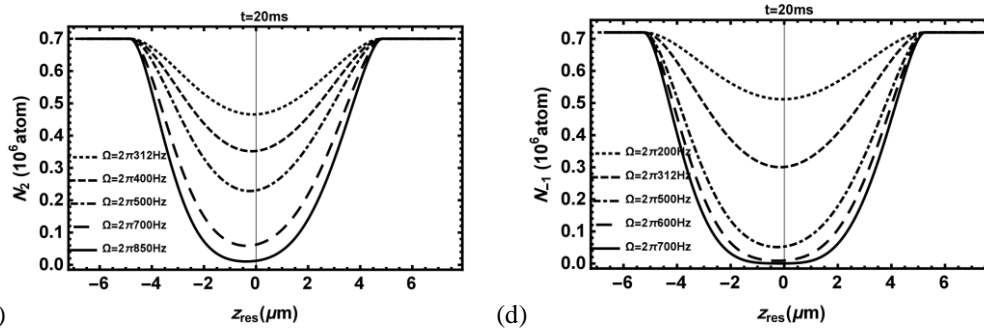 t=20ms
N₂ (10⁶atom)
0.7
0.6
0.5
0.4
0.3
0.2
0.1
0.0
Ω=2π312Hz
Ω=2π400Hz
Ω=2π500Hz
Ω=2π700Hz
Ω=2π850Hz
−6 −4 −2 0 2 4 6
z_res(μm)
)
t=20ms
N₋₁ (10⁶atom)
0.7
0.6
0.5
0.4
0.3
0.2
0.1
0.0
Ω=2π200Hz
Ω=2π312Hz
Ω=2π500Hz
Ω=2π600Hz
Ω=2π700Hz
−6 −4 −2 0 2 4 6
z_res(μm)
(d)